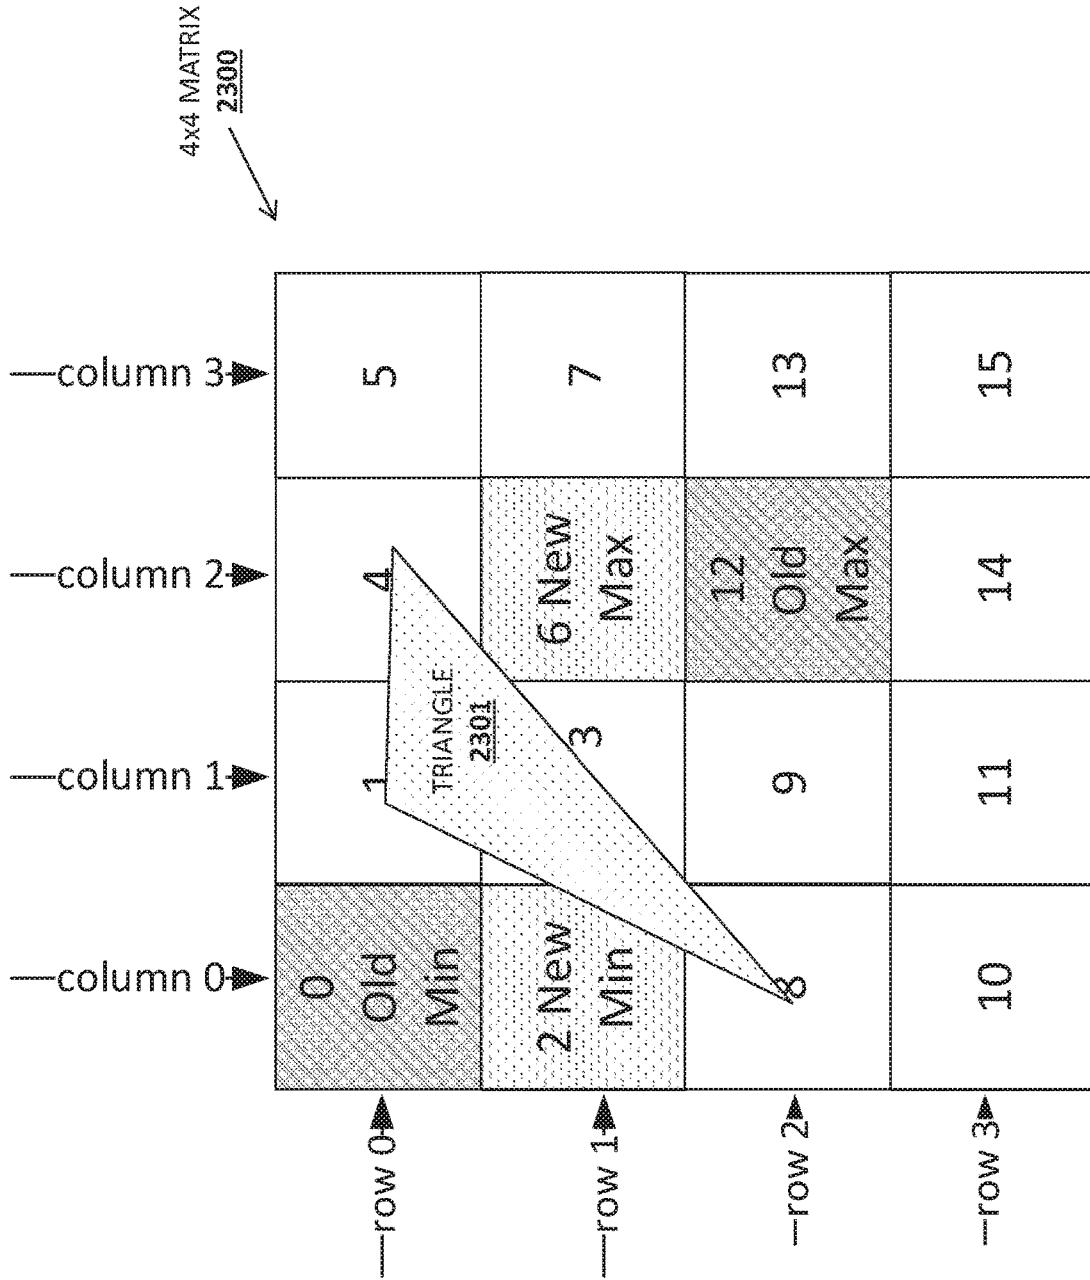 4x4 MATRIX
2300
column 0
column 1
column 2
column 3
row 0
0
Old
Min
1
4
5
TRIANGLE
2301
row 1
2 New
Min
3
6 New
Max
7
row 2
8
9
12
Old
Max
13
row 3
10
11
14
15